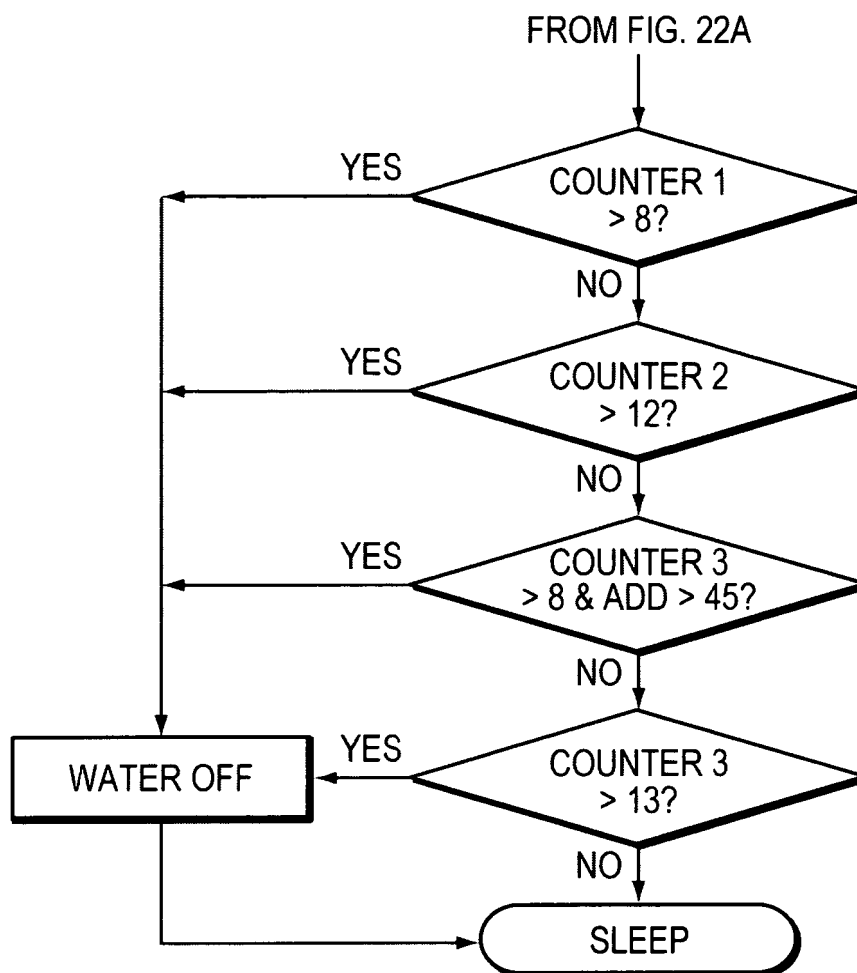 FROM FIG. 22A
YES
COUNTER 1
> 8?
NO
YES
COUNTER 2
> 12?
NO
YES
COUNTER 3
> 8 & ADD > 45?
NO
WATER OFF
YES
COUNTER 3
> 13?
NO
SLEEP